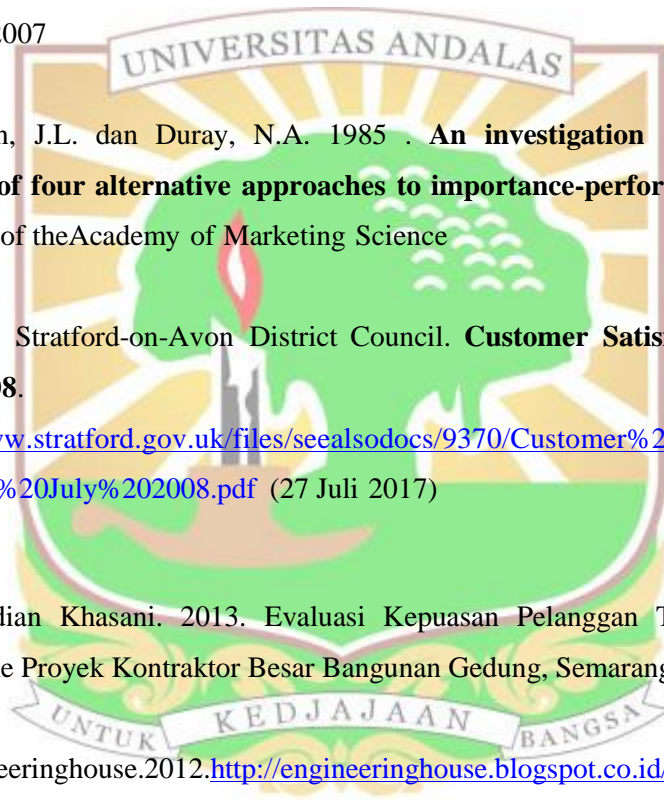 2007
UNIVERSITAS ANDALAS
n, J.L. dan Duray, N.A. 1985 . An investigation
of four alternative approaches to importance-perfor
of theAcademy of Marketing Science
Stratford-on-Avon District Council. Customer Satis
08.
ww.stratford.gov.uk/files/seealsodocs/9370/Customer%2
%20July%202008.pdf (27 Juli 2017)
dian Khasani. 2013. Evaluasi Kepuasan Pelanggan T
e Proyek Kontraktor Besar Bangunan Gedung, Semarang
UNTUK KEDJAJAAN BANGSA
eeringhouse.2012.http://engineeringhouse.blogspot.co.id/